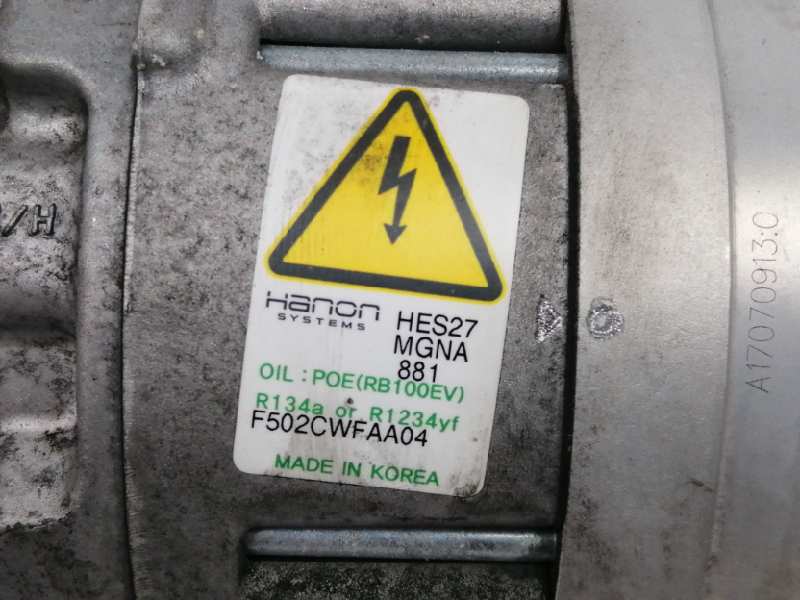 Hanon
SYSTEMS
HES27
MGNA
881
OIL : POE(RB100EV)
R134a or R1234yf
F502CWFAA04
MADE IN KOREA
A17070913:0
/H